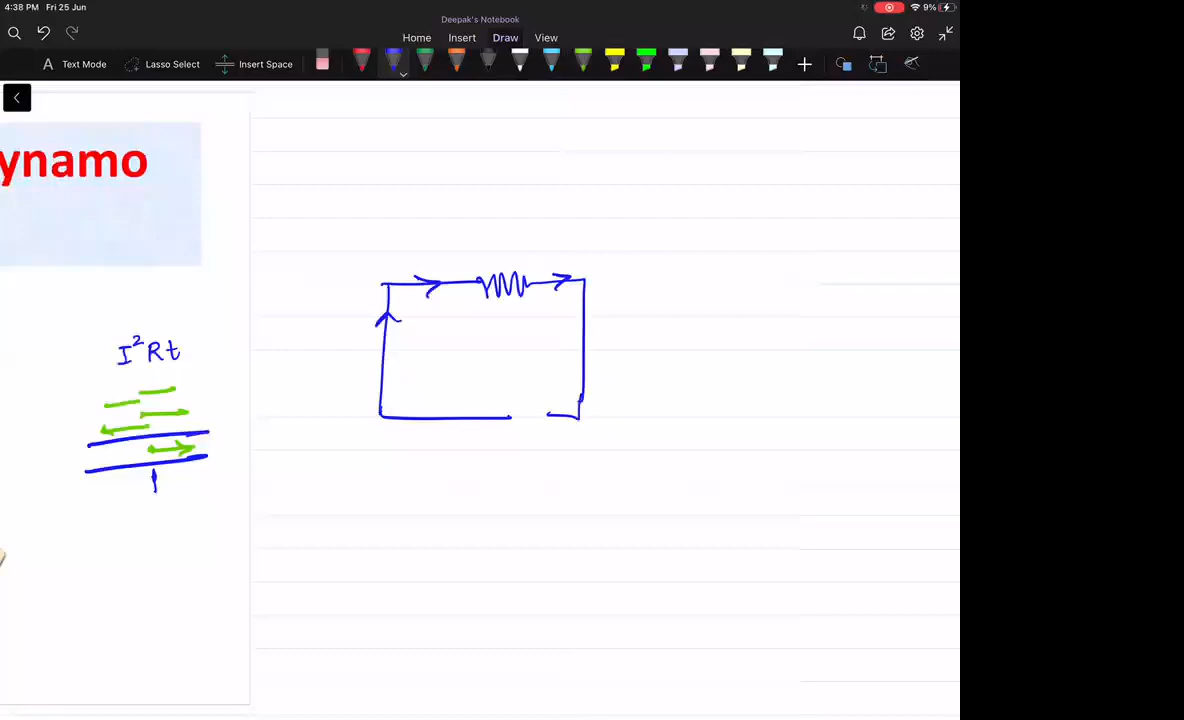 4:38 PM Fri 25 Jun
9%
Deepak's Notebook
Home Insert Draw View
A Text Mode Lasso Select Insert Space
ynamo
I²Rt